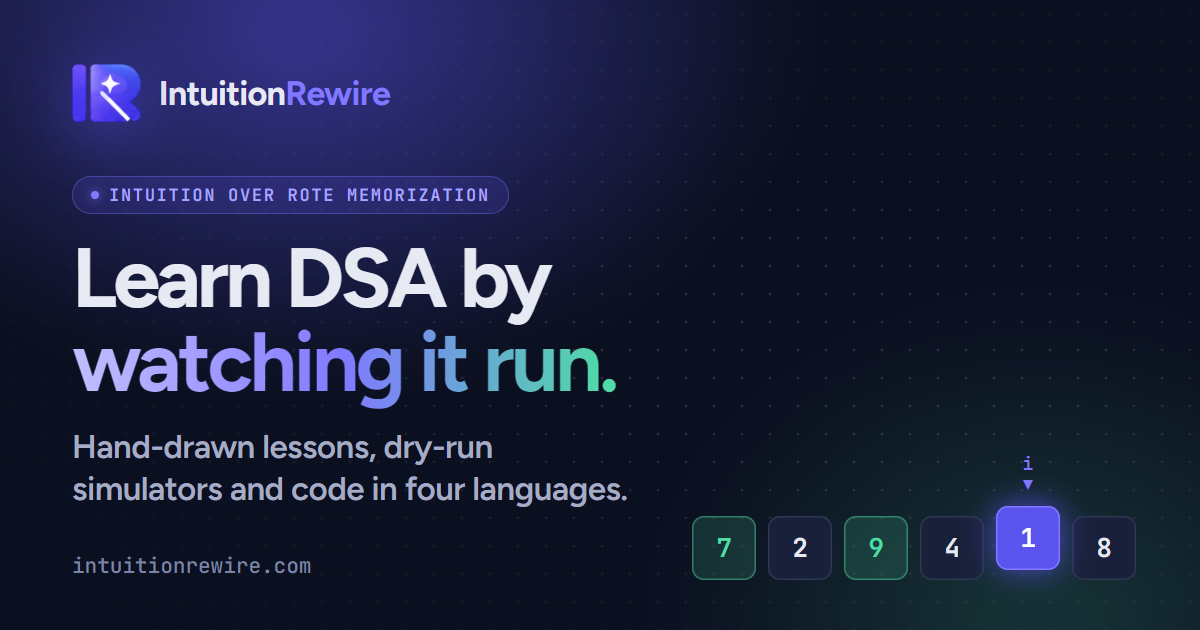 IntuitionRewire
INTUITION OVER ROTE MEMORIZATION
Learn DSA by
watching it run.
Hand-drawn lessons, dry-run
simulators and code in four languages.
i
7 2 9 4 1 8
intuitionrewire.com